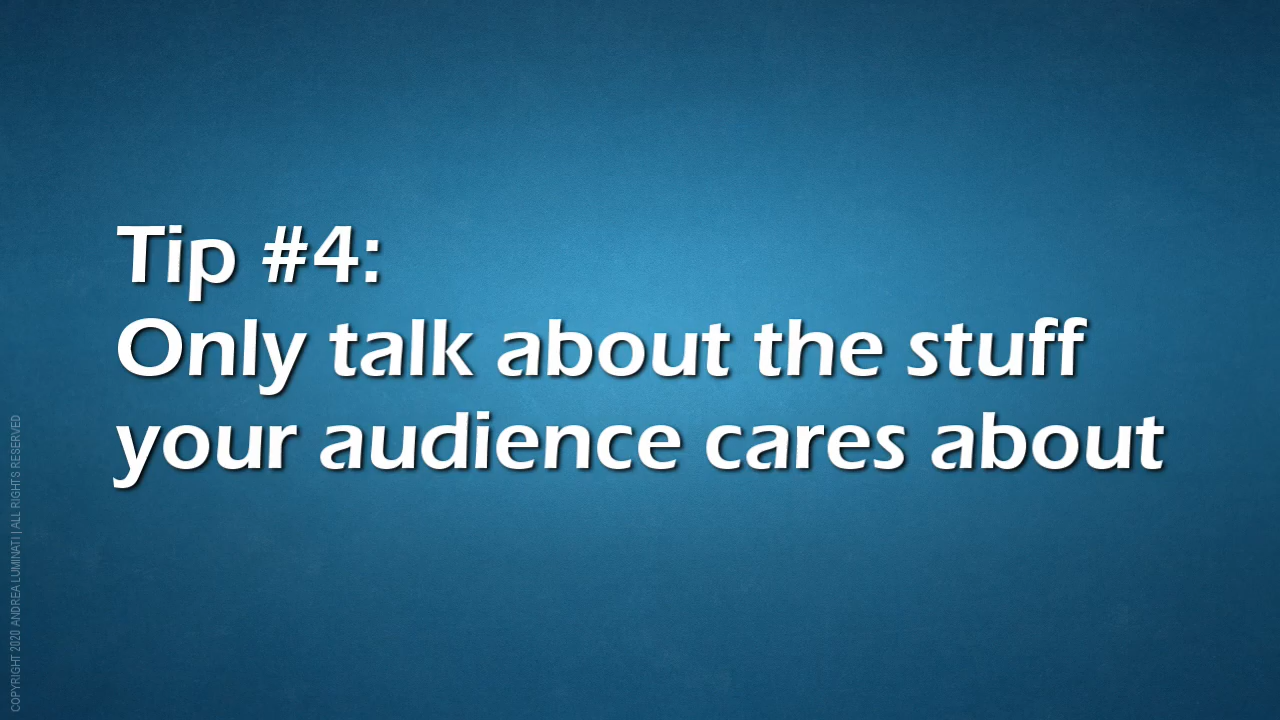 Tip #4:
Only talk about the stuff
your audience cares about
COPYRIGHT 2020 ANDREA LUMINATI | ALL RIGHTS RESERVED